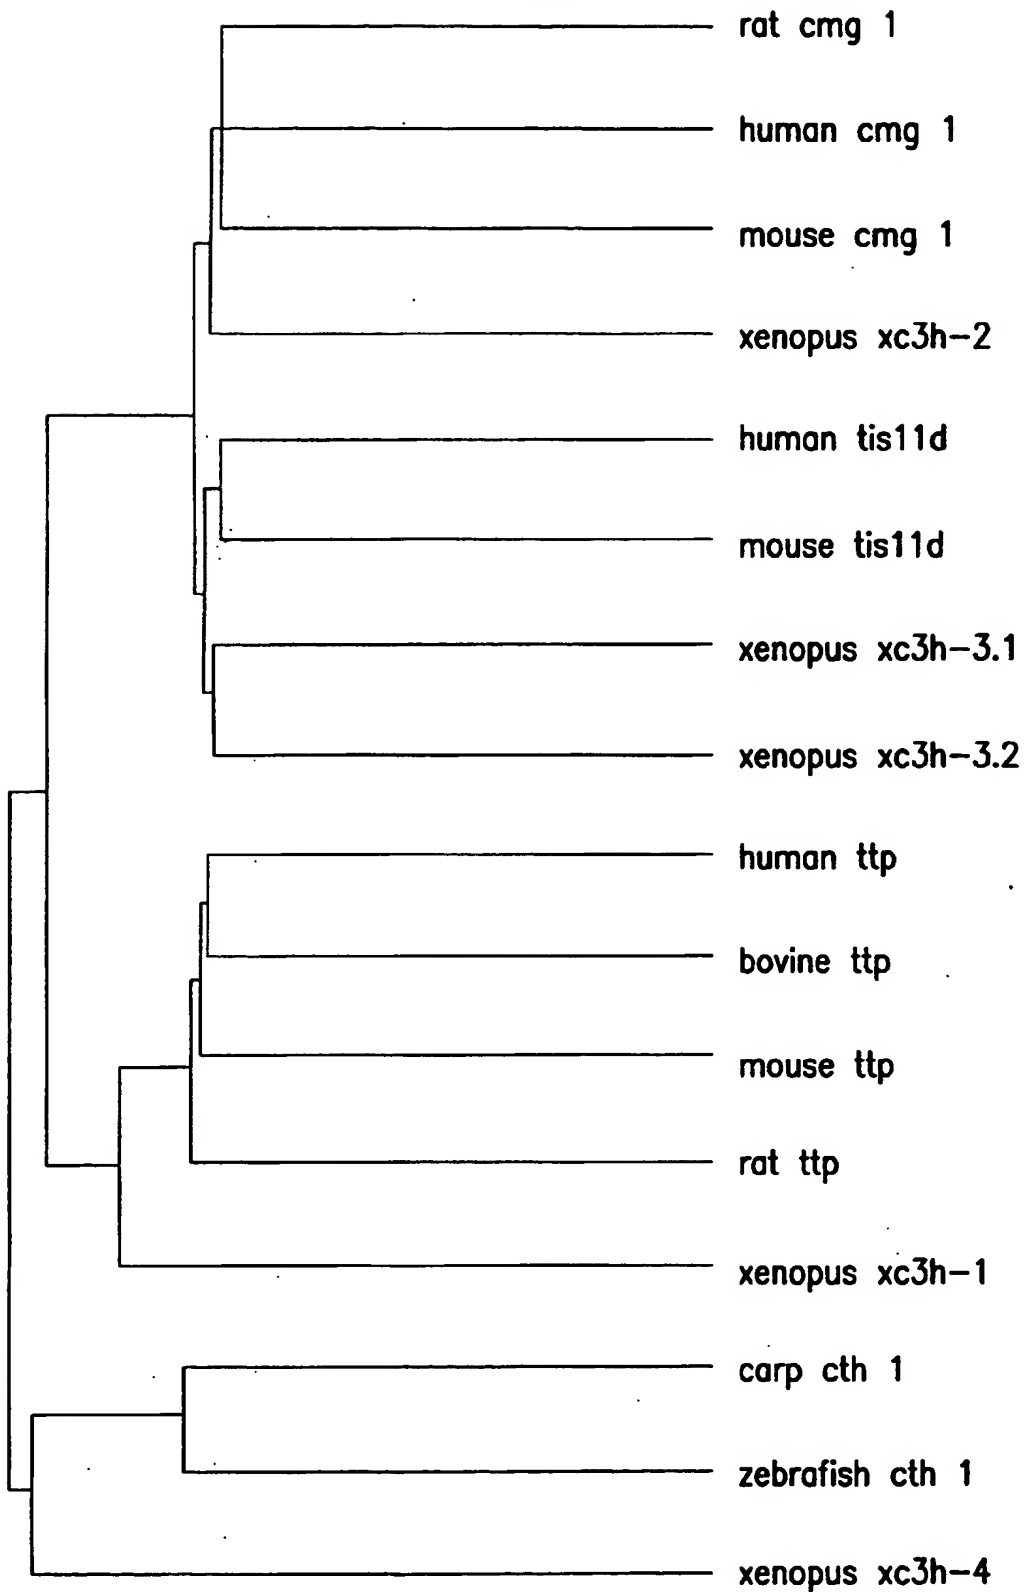 rat cmg 1
human cmg 1
mouse cmg 1
xenopus xc3h-2
human tis11d
mouse tis11d
xenopus xc3h-3.1
xenopus xc3h-3.2
human ttp
bovine ttp
mouse ttp
rat ttp
xenopus xc3h-1
carp cth 1
zebrafish cth 1
xenopus xc3h-4